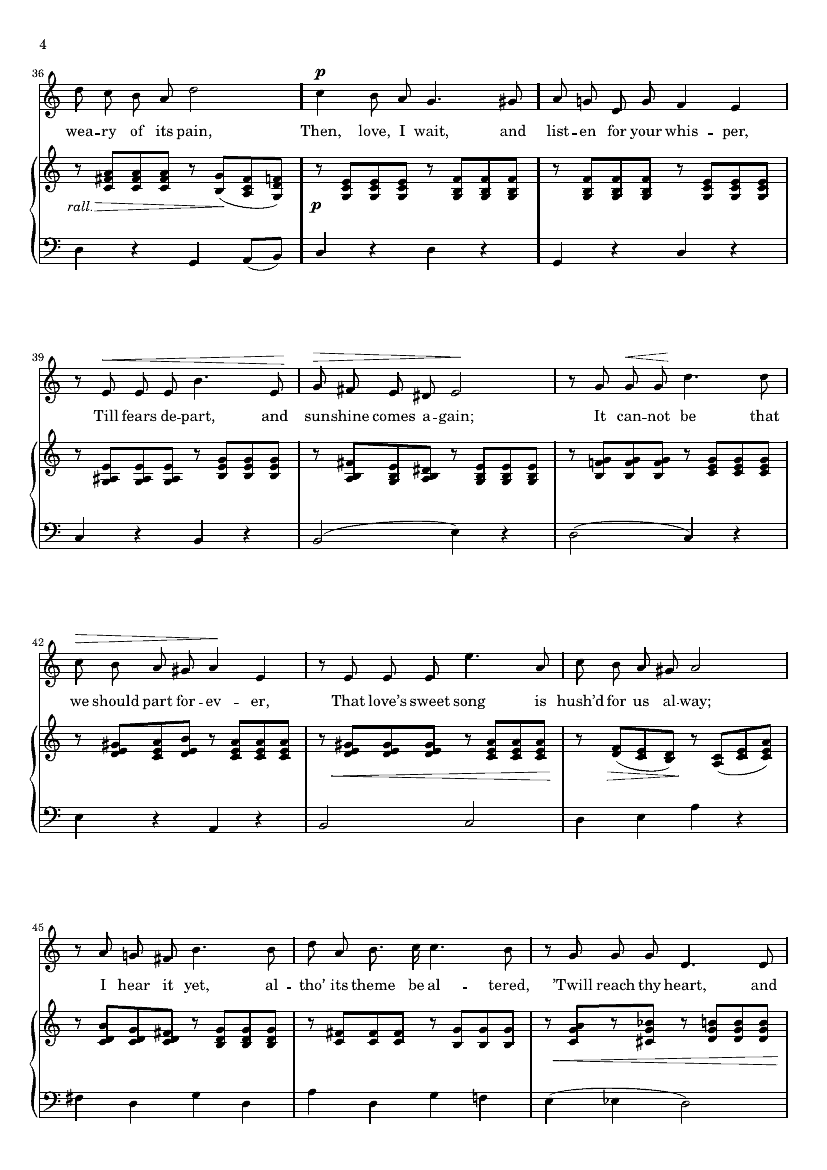 4
36
p
wea-ry of its pain, Then, love, I wait, and list-en for your whis-per,
rall.
p
39
Till fears de-part, and sunshine comes a-gain; It can-not be that
42
we should part for-ev-er, That love's sweet song is hush'd for us al-way;
45
I hear it yet, al-tho' its theme be al-tered, 'Twill reach thy heart, and